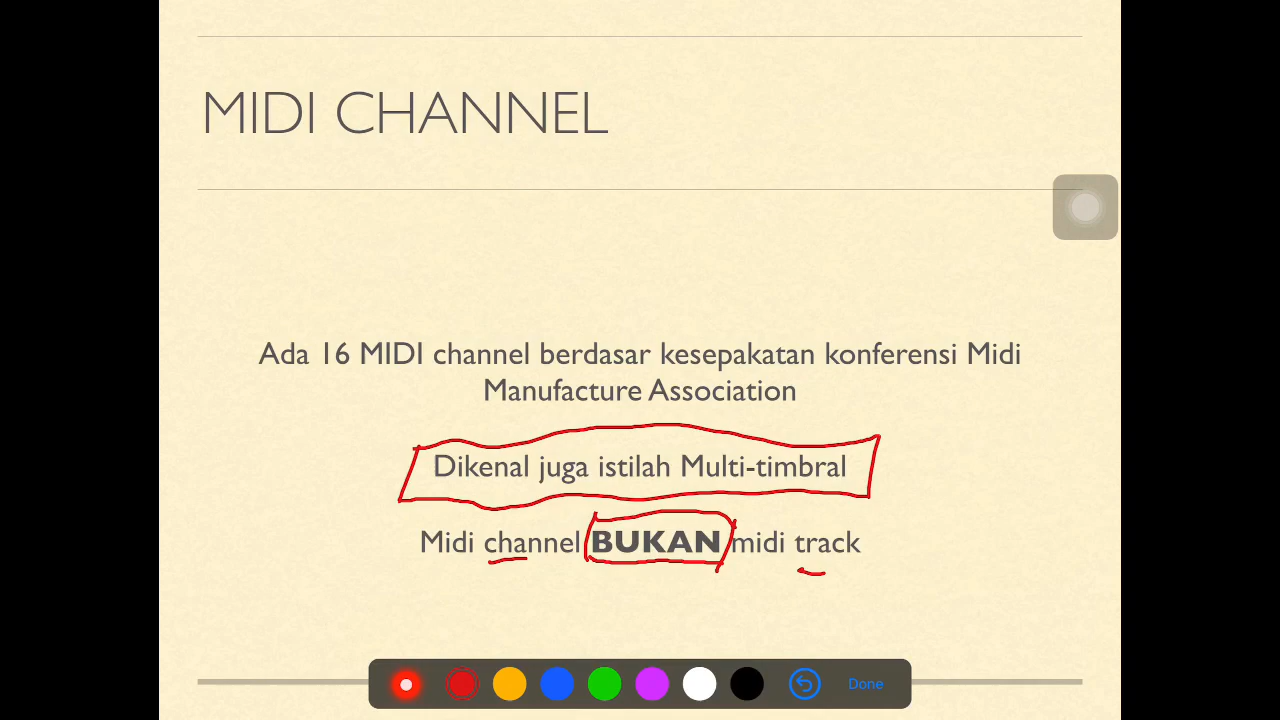 MIDI CHANNEL
Ada 16 MIDI channel berdasar kesepakatan konferensi Midi
Manufacture Association
Dikenal juga istilah Multi-timbral
Midi channel BUKAN midi track
Done